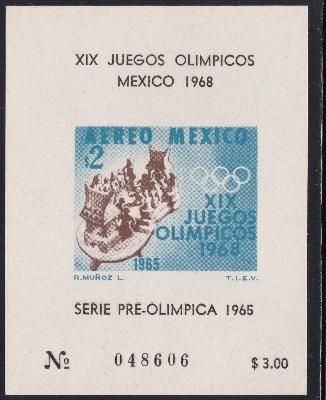 XIX JUEGOS OLIMPICOS
MEXICO 1968
AEREO MEXICO
$2
XIX
JUEGOS
OLIMPICOS
1968
1965
R. MUÑOZ L. T. I. E. V.
SERIE PRÉ-OLIMPICA 1965
No 048606 $ 3.00